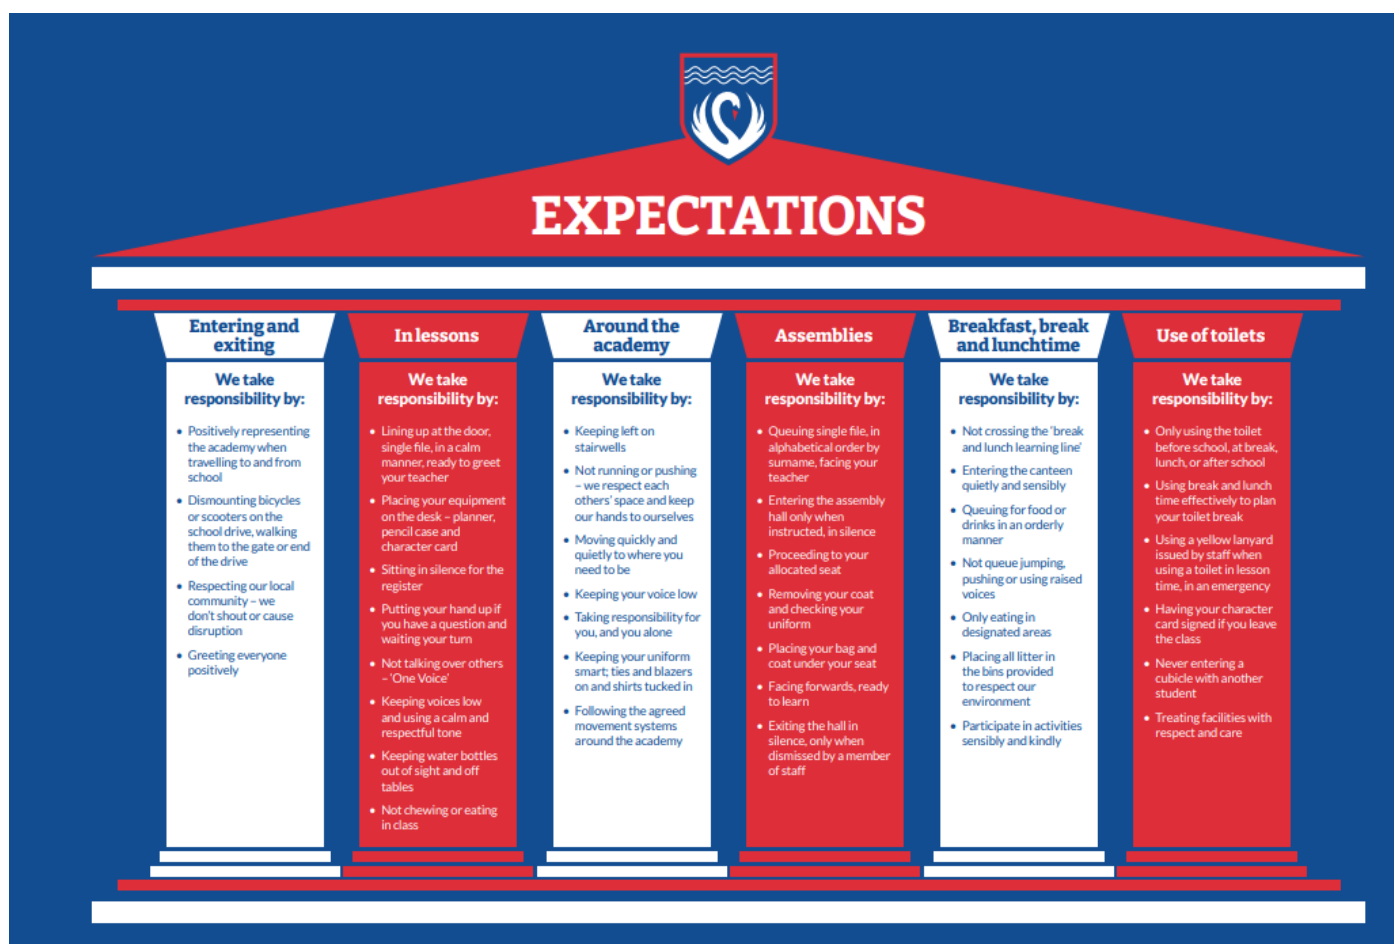 EXPECTATIONS
Entering and
exiting
We take
responsibility by:
• Positively representing
the academy when
travelling to and from
school
• Dismounting bicycles
or scooters on the
school drive, walking
them to the gate or end
of the drive
• Respecting our local
community – we
don't shout or cause
disruption
• Greeting everyone
positively
In lessons
We take
responsibility by:
• Lining up at the door,
single file, in a calm
manner, ready to greet
your teacher
• Placing your equipment
on the desk – planner,
pencil case and
character card
• Sitting in silence for the
register
• Putting your hand up if
you have a question and
waiting your turn
• Not talking over others
– 'One Voice'
• Keeping voices low
and using a calm and
respectful tone
• Keeping water bottles
out of sight and off
tables
• Not chewing or eating
in class
Around the
academy
We take
responsibility by:
• Keeping left on
stairwells
• Not running or pushing
– we respect each
others' space and keep
our hands to ourselves
• Moving quickly and
quietly to where you
need to be
• Keeping your voice low
• Taking responsibility for
you, and you alone
• Keeping your uniform
smart; ties and blazers
on and shirts tucked in
• Following the agreed
movement systems
around the academy
Assemblies
We take
responsibility by:
• Queuing single file, in
alphabetical order by
surname, facing your
teacher
• Entering the assembly
hall only when
instructed, in silence
• Proceeding to your
allocated seat
• Removing your coat
and checking your
uniform
• Placing your bag and
coat under your seat
• Facing forwards, ready
to learn
• Exiting the hall in
silence, only when
dismissed by a member
of staff
Breakfast, break
and lunchtime
We take
responsibility by:
• Not crossing the 'break
and lunch learning line'
• Entering the canteen
quietly and sensibly
• Queuing for food or
drinks in an orderly
manner
• Not queue jumping,
pushing or using raised
voices
• Only eating in
designated areas
• Placing all litter in
the bins provided
to respect our
environment
• Participate in activities
sensibly and kindly
Use of toilets
We take
responsibility by:
• Only using the toilet
before school, at break,
lunch, or after school
• Using break and lunch
time effectively to plan
your toilet break
• Using a yellow lanyard
issued by staff when
using a toilet in lesson
time, in an emergency
• Having your character
card signed if you leave
the class
• Never entering a
cubicle with another
student
• Treating facilities with
respect and care